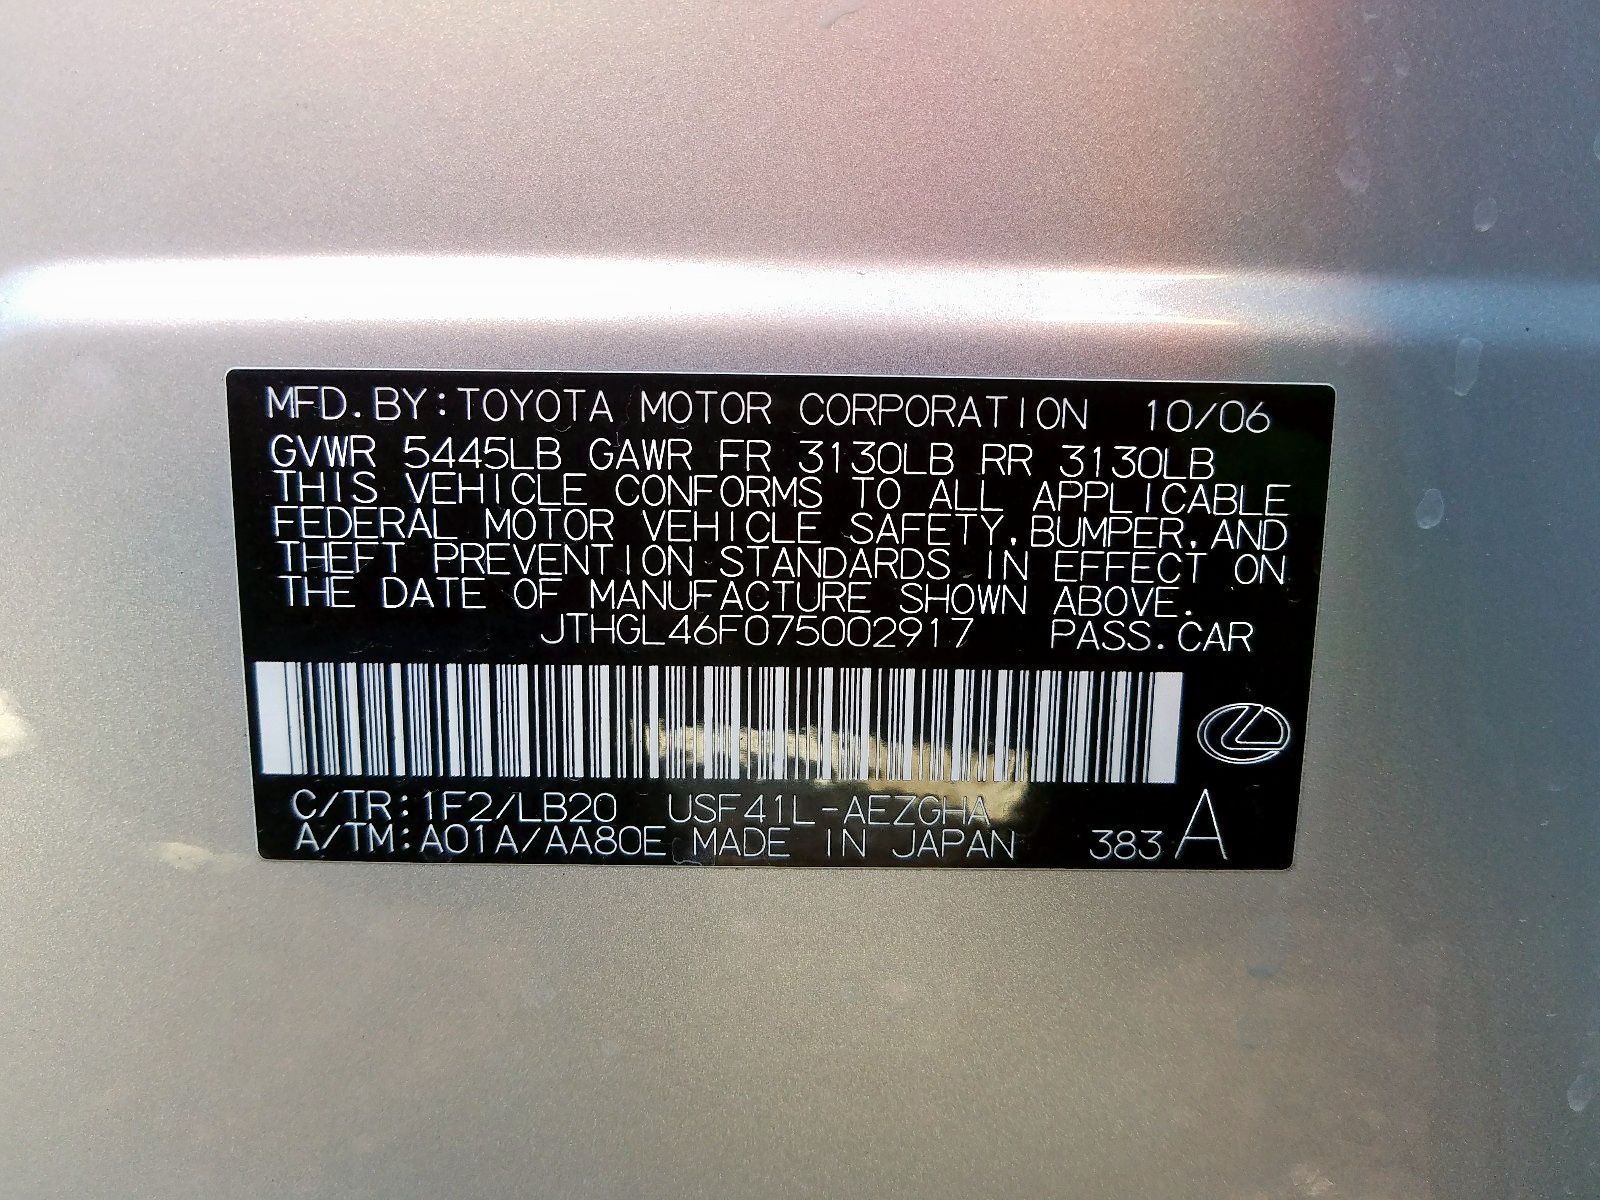 MFD.BY:TOYOTA MOTOR CORPORATION 10/06
GVWR 5445LB GAWR FR 3130LB RR 3130LB
THIS VEHICLE CONFORMS TO ALL APPLICABLE
FEDERAL MOTOR VEHICLE SAFETY,BUMPER,AND
THEFT PREVENTION STANDARDS IN EFFECT ON
THE DATE OF MANUFACTURE SHOWN ABOVE.
JTHGL46F075002917 PASS.CAR
C/TR:1F2/LB20 USF41L-AEZGHA
A/TM:A01A/AA80E MADE IN JAPAN 383 A